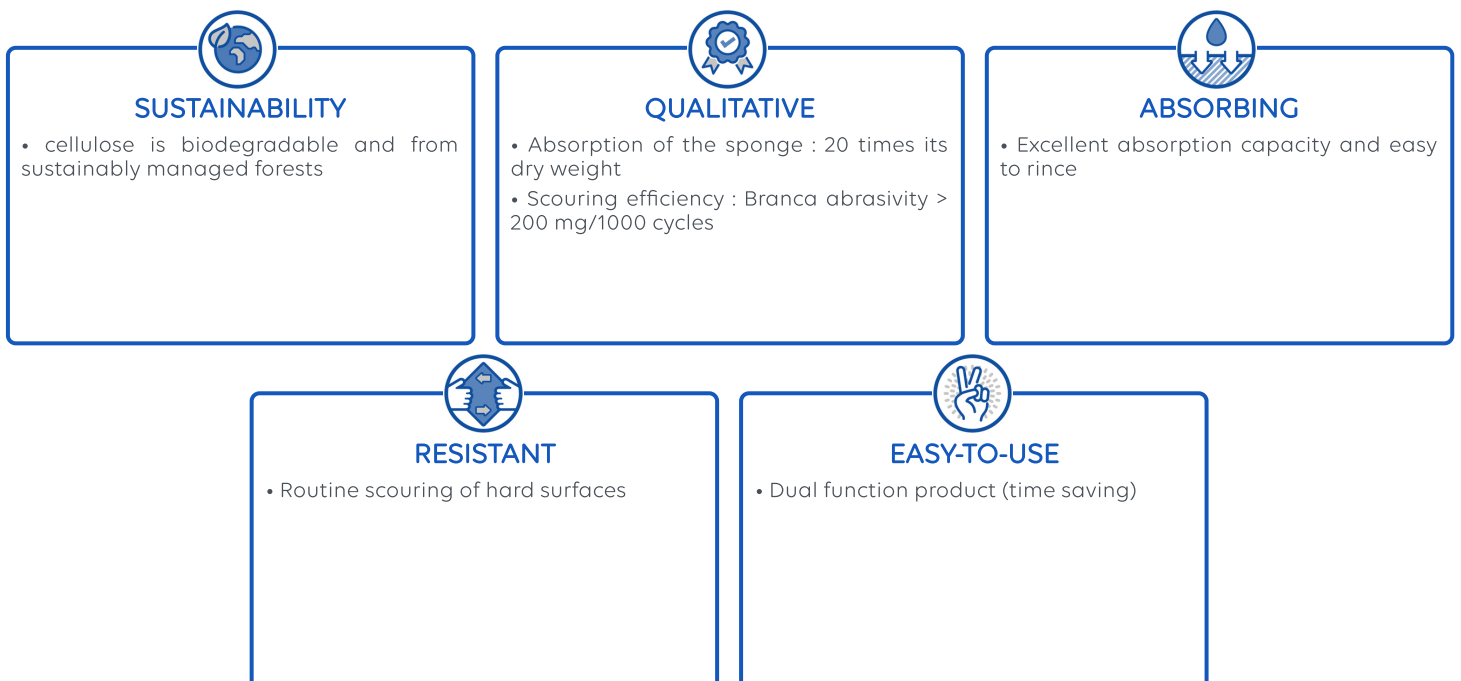 SUSTAINABILITY
• cellulose is biodegradable and from
sustainably managed forests
QUALITATIVE
• Absorption of the sponge : 20 times its
dry weight
• Scouring efficiency : Branca abrasivity >
200 mg/1000 cycles
ABSORBING
• Excellent absorption capacity and easy
to rince
RESISTANT
• Routine scouring of hard surfaces
EASY-TO-USE
• Dual function product (time saving)